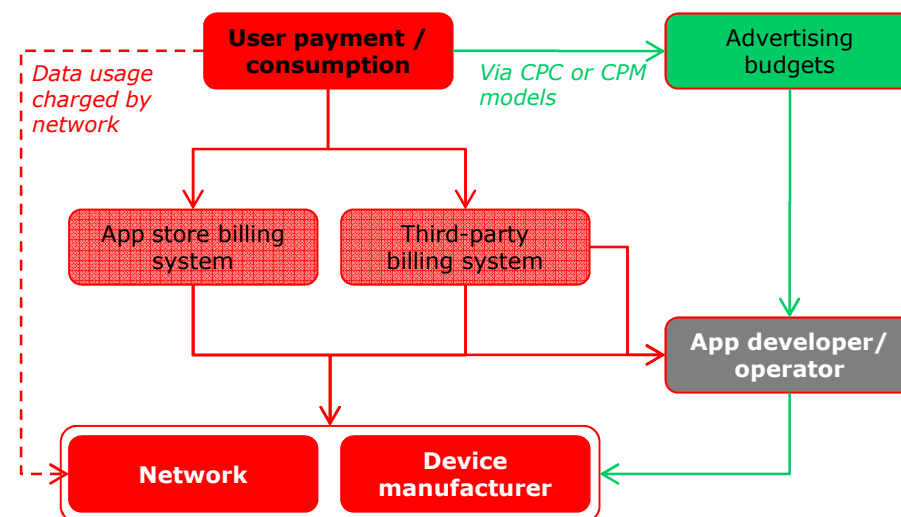 User payment /
consumption
Advertising
budgets
Data usage
charged by
network
Via CPC or CPM
models
App store billing
system
Third-party
billing system
App developer/
operator
Network
Device
manufacturer